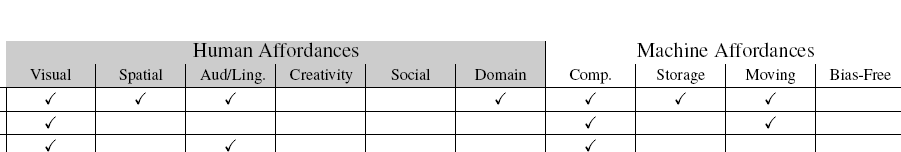 Human Affordances Machine Affordances
Visual Spatial Aud/Ling. Creativity Social Domain Comp. Storage Moving Bias-Free
✓ ✓ ✓ ✓ ✓ ✓ ✓
✓ ✓ ✓
✓ ✓ ✓